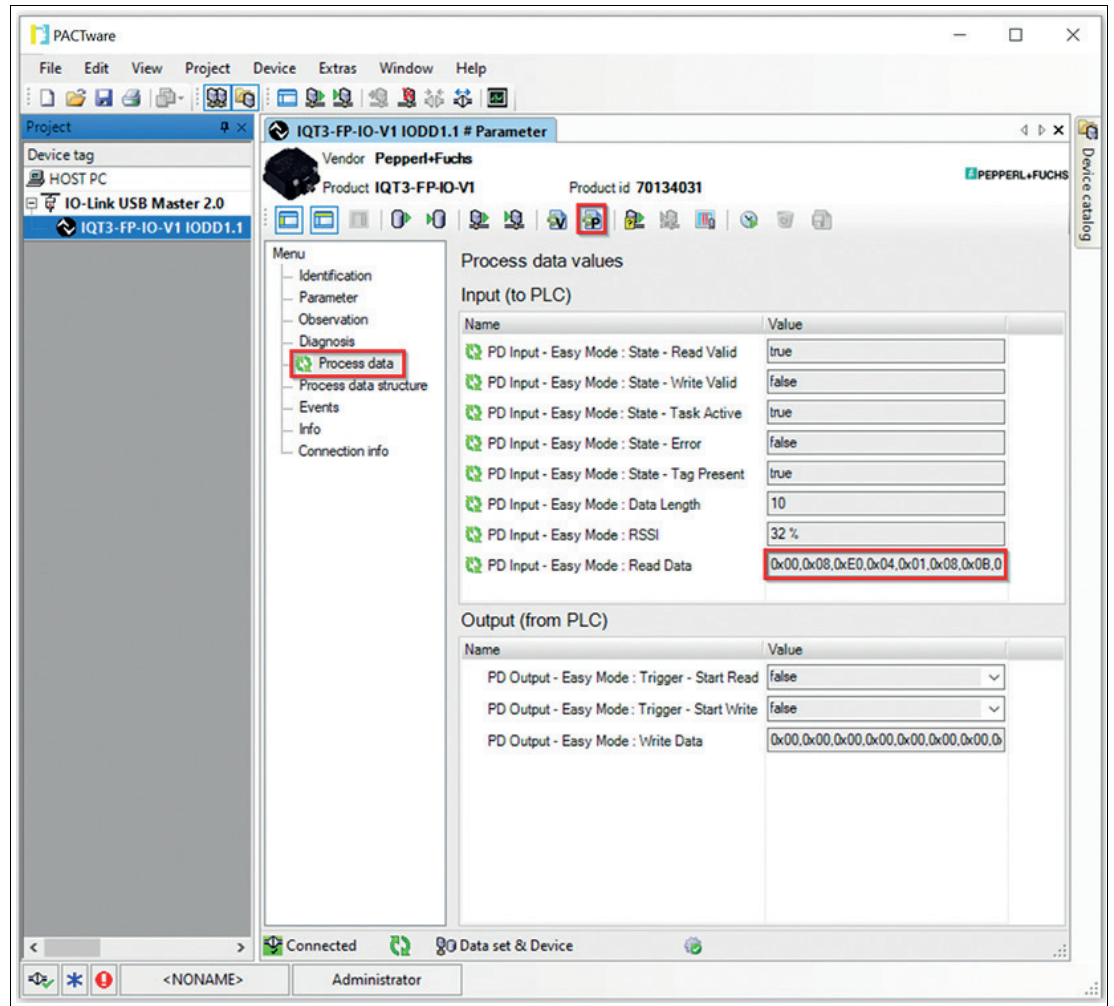 PACTware
File Edit View Project Device Extras Window Help
Project
IQT3-FP-IO-V1 IODD1.1 # Parameter
Device tag
HOST PC
IO-Link USB Master 2.0
IQT3-FP-IO-V1 IODD1.1
Vendor Pepperl+Fuchs
Product IQT3-FP-IO-V1 Product id 70134031
PEPPERL+FUCHS
Device catalog
V P
Menu
Identification
Parameter
Observation
Diagnosis
Process data
Process data structure
Events
Info
Connection info
Process data values
Input (to PLC)
Name Value
PD Input - Easy Mode : State - Read Valid true
PD Input - Easy Mode : State - Write Valid false
PD Input - Easy Mode : State - Task Active true
PD Input - Easy Mode : State - Error false
PD Input - Easy Mode : State - Tag Present true
PD Input - Easy Mode : Data Length 10
PD Input - Easy Mode : RSSI 32 %
PD Input - Easy Mode : Read Data 0x00,0x08,0xE0,0x04,0x01,0x08,0x0B,0
Output (from PLC)
Name Value
PD Output - Easy Mode : Trigger - Start Read false
PD Output - Easy Mode : Trigger - Start Write false
PD Output - Easy Mode : Write Data 0x00,0x00,0x00,0x00,0x00,0x00,0x00,0
Connected Data set & Device
<NONAME> Administrator